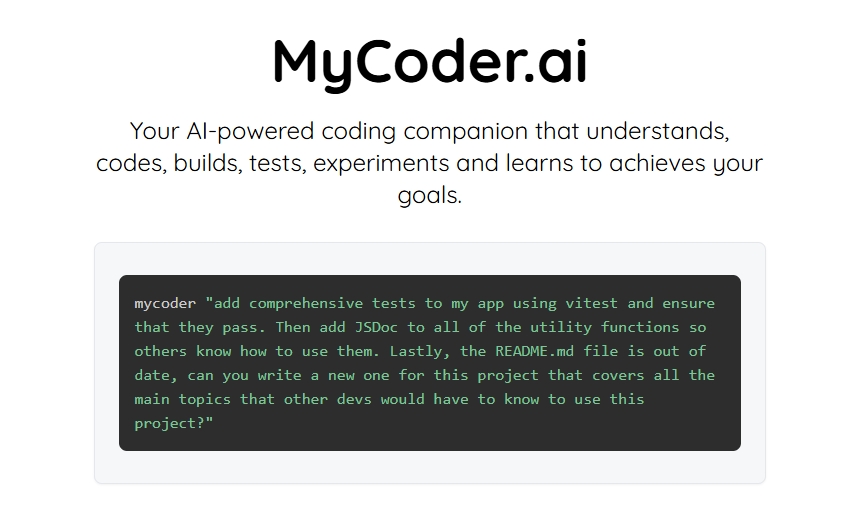 MyCoder.ai
Your AI-powered coding companion that understands,
codes, builds, tests, experiments and learns to achieves your
goals.
mycoder "add comprehensive tests to my app using vitest and ensure
that they pass. Then add JSDoc to all of the utility functions so
others know how to use them. Lastly, the README.md file is out of
date, can you write a new one for this project that covers all the
main topics that other devs would have to know to use this
project?"